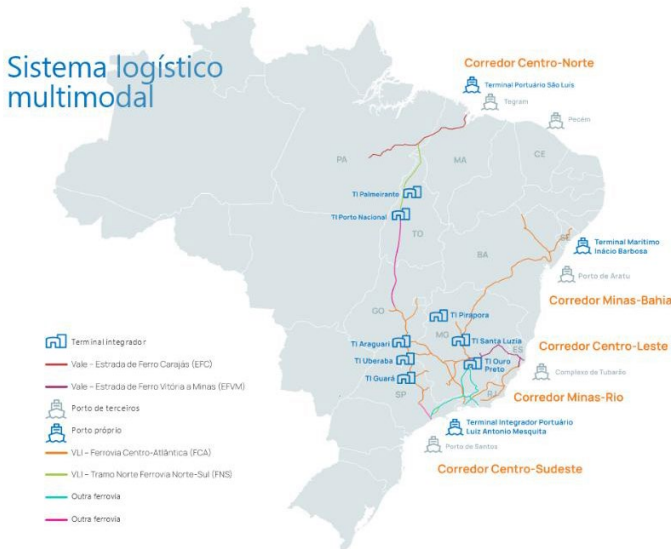 Sistema logístico
multimodal
Corredor Centro-Norte
Terminal Portuário São Luís
Tegram
Pecém
PA
MA
CE
TI Palmeirante
TI Porto Nacional
TO
SE
Terminal Marítimo
Inácio Barbosa
BA
Porto de Aratu
Corredor Minas-Bahia
GO
TI Pirapora
MG
TI Araguari
TI Santa Luzia
ES
Corredor Centro-Leste
TI Uberaba
TI Ouro
Preto
Complexo de Tubarão
TI Guará
SP
RJ
Corredor Minas-Rio
Terminal Integrador Portuário
Luiz Antonio Mesquita
Porto de Santos
Corredor Centro-Sudeste
Terminal integrador
Vale – Estrada de Ferro Carajás (EFC)
Vale – Estrada de Ferro Vitória a Minas (EFVM)
Porto de terceiros
Porto próprio
VLI – Ferrovia Centro-Atlântica (FCA)
VLI – Tramo Norte Ferrovia Norte-Sul (FNS)
Outra ferrovia
Outra ferrovia